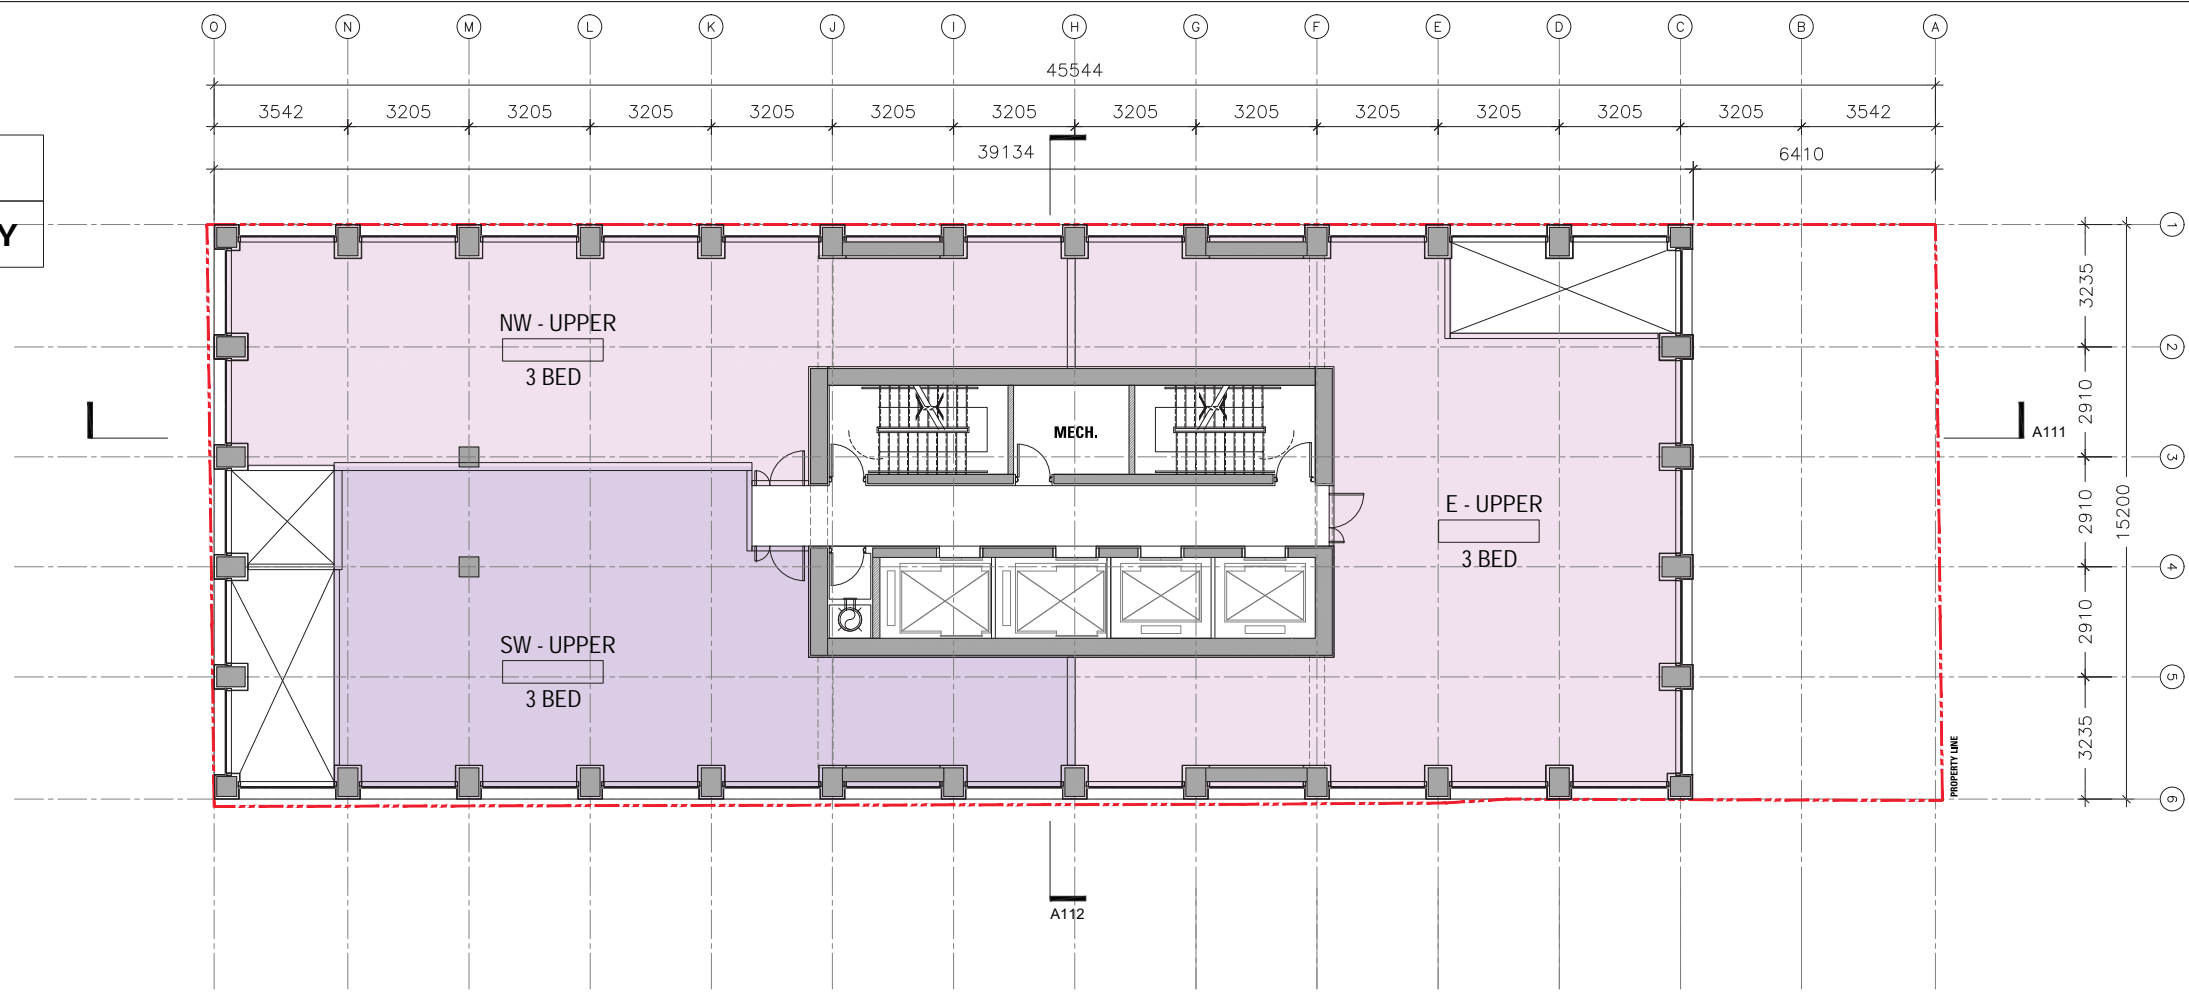 O N M L K J I H G F E D C B A
45544
3542 3205 3205 3205 3205 3205 3205 3205 3205 3205 3205 3205 3205 3542
39134 6410
1
Y
3235
NW - UPPER
2
3 BED
2910
MECH.
A111
3
E - UPPER
2910
15200
3 BED
4
2910
SW - UPPER
5
3 BED
3235
PROPERTY LINE
6
A112